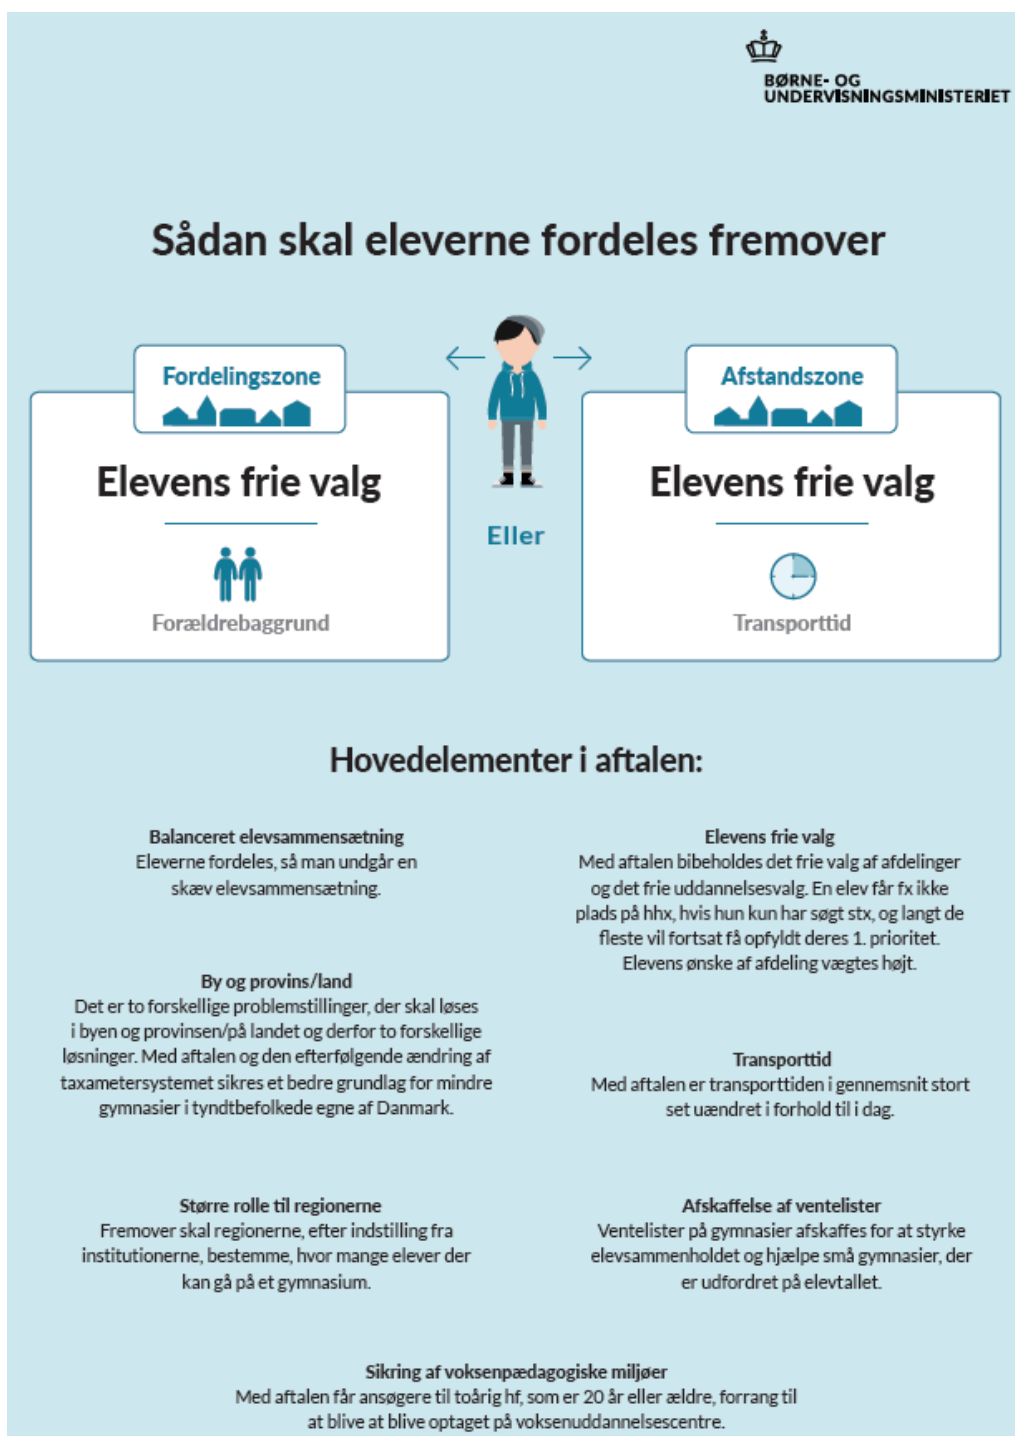 BØRNE- OG
UNDERVISNINGSMINISTERIET
Sådan skal eleverne fordeles fremover
Fordelingszone
Elevens frie valg
Forældrebaggrund
Eller
Afstandszone
Elevens frie valg
Transporttid
Hovedelementer i aftalen:
Balanceret elevsammensætning
Eleverne fordeles, så man undgår en
skæv elevsammensætning.
Elevens frie valg
Med aftalen bibeholdes det frie valg af afdelinger
og det frie uddannelsesvalg. En elev får fx ikke
plads på hhx, hvis hun kun har søgt stx, og langt de
fleste vil fortsat få opfyldt deres 1. prioritet.
Elevens ønske af afdeling vægtes højt.
By og provins/land
Det er to forskellige problemstillinger, der skal løses
i byen og provinsen/på landet og derfor to forskellige
løsninger. Med aftalen og den efterfølgende ændring af
taxametersystemet sikres et bedre grundlag for mindre
gymnasier i tyndtbefolkede egne af Danmark.
Transporttid
Med aftalen er transporttiden i gennemsnit stort
set uændret i forhold til i dag.
Større rolle til regionerne
Fremover skal regionerne, efter indstilling fra
institutionerne, bestemme, hvor mange elever der
kan gå på et gymnasium.
Afskaffelse af ventelister
Ventelister på gymnasier afskaffes for at styrke
elevsammenholdet og hjælpe små gymnasier, der
er udfordret på elevtallet.
Sikring af voksenpædagogiske miljøer
Med aftalen får ansøgere til toårig hf, som er 20 år eller ældre, forrang til
at blive at blive optaget på voksenuddannelsescentre.